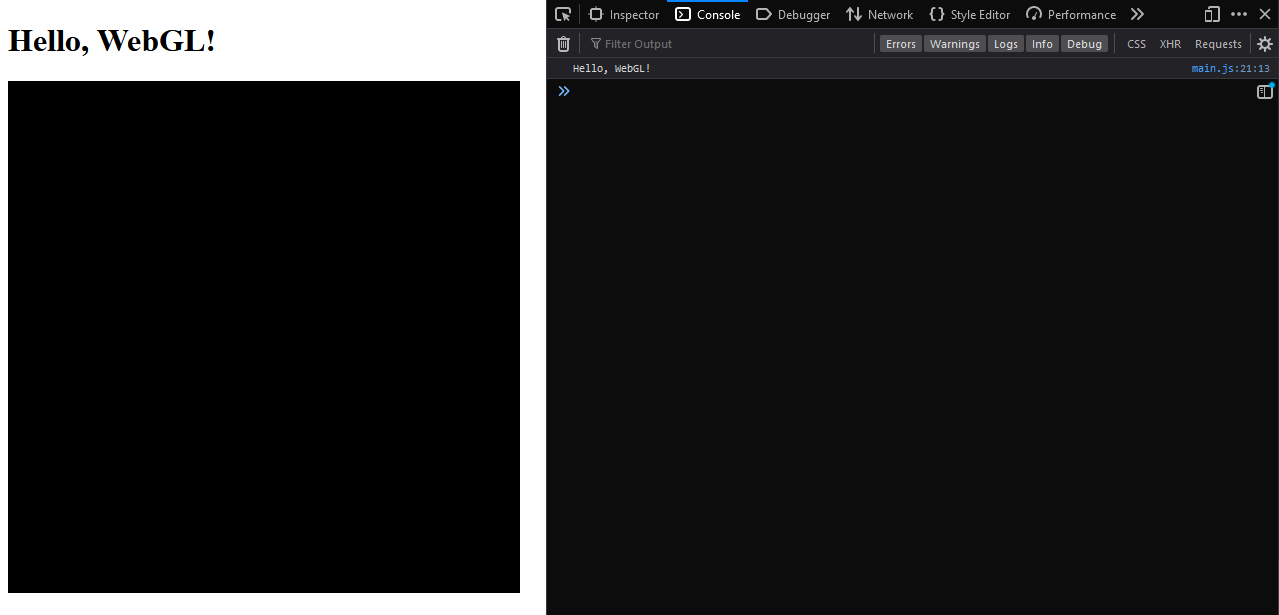 Hello, WebGL!
Inspector Console Debugger Network Style Editor Performance
Filter Output Errors Warnings Logs Info Debug CSS XHR Requests
Hello, WebGL! main.js:21:13